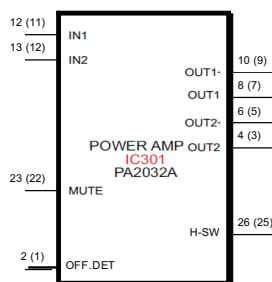 12 (11)
IN1
13 (12)
IN2
10 (9)
OUT1-
8 (7)
OUT1
6 (5)
OUT2-
4 (3)
POWER AMP OUT2
IC301
PA2032A
23 (22)
MUTE
26 (25)
H-SW
2 (1)
OFF.DET